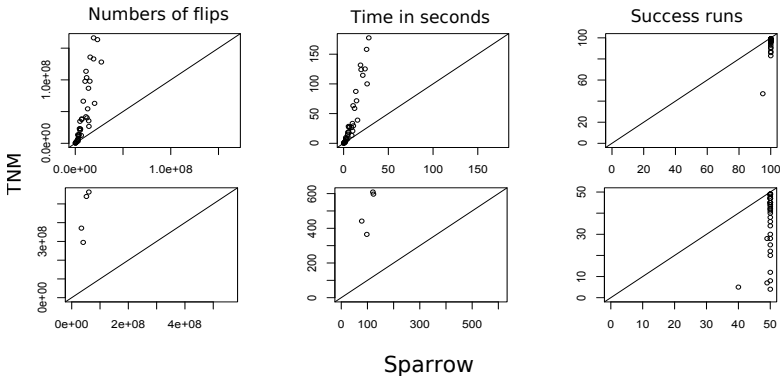 Numbers of flips
Time in seconds
Success runs
0.0e+00 1.0e+08
0.0e+00 1.0e+08
0 50 100 150
0 50 100 150
0 20 40 60 80 100
0 20 60 100
TNM
0e+00 3e+08
0e+00 2e+08 4e+08
0 200 400 600
0 100 200 300 400 500
0 10 20 30 40 50
0 10 20 30 40 50
Sparrow